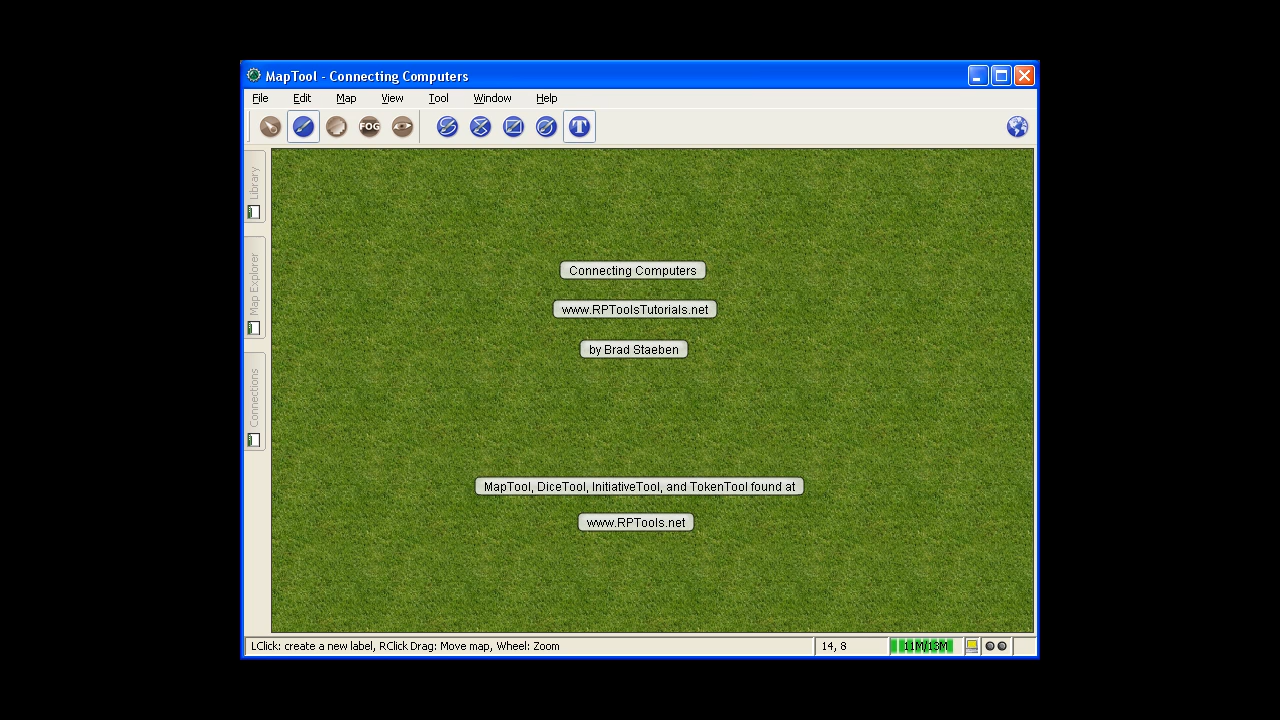 MapTool - Connecting Computers
File Edit Map View Tool Window Help
FOG T
Library
Map Explorer
Connections
Connecting Computers
www.RPToolsTutorials.net
by Brad Staeben
MapTool, DiceTool, InitiativeTool, and TokenTool found at
www.RPTools.net
LClick: create a new label, RClick Drag: Move map, Wheel: Zoom 14, 8 11M/13M